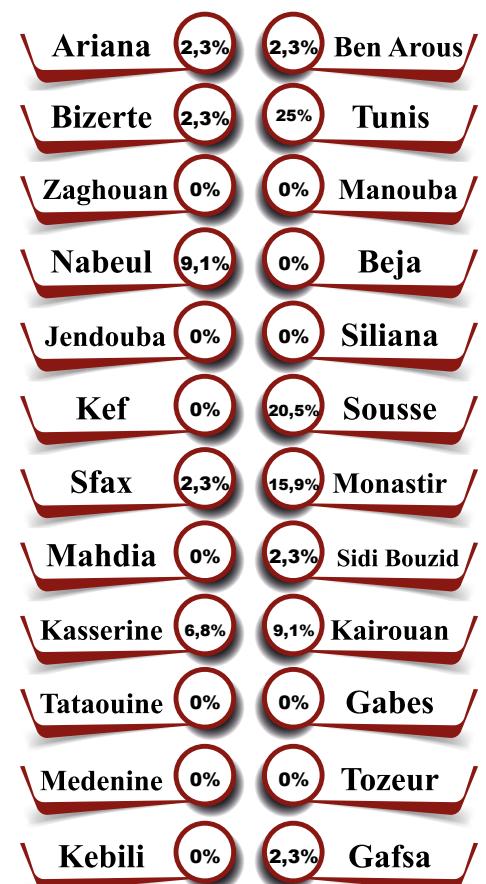 Ariana 2,3% 2,3% Ben Arous
Bizerte 2,3% 25% Tunis
Zaghouan 0% 0% Manouba
Nabeul 9,1% 0% Beja
Jendouba 0% 0% Siliana
Kef 0% 20,5% Sousse
Sfax 2,3% 15,9% Monastir
Mahdia 0% 2,3% Sidi Bouzid
Kasserine 6,8% 9,1% Kairouan
Tataouine 0% 0% Gabes
Medenine 0% 0% Tozeur
Kebili 0% 2,3% Gafsa